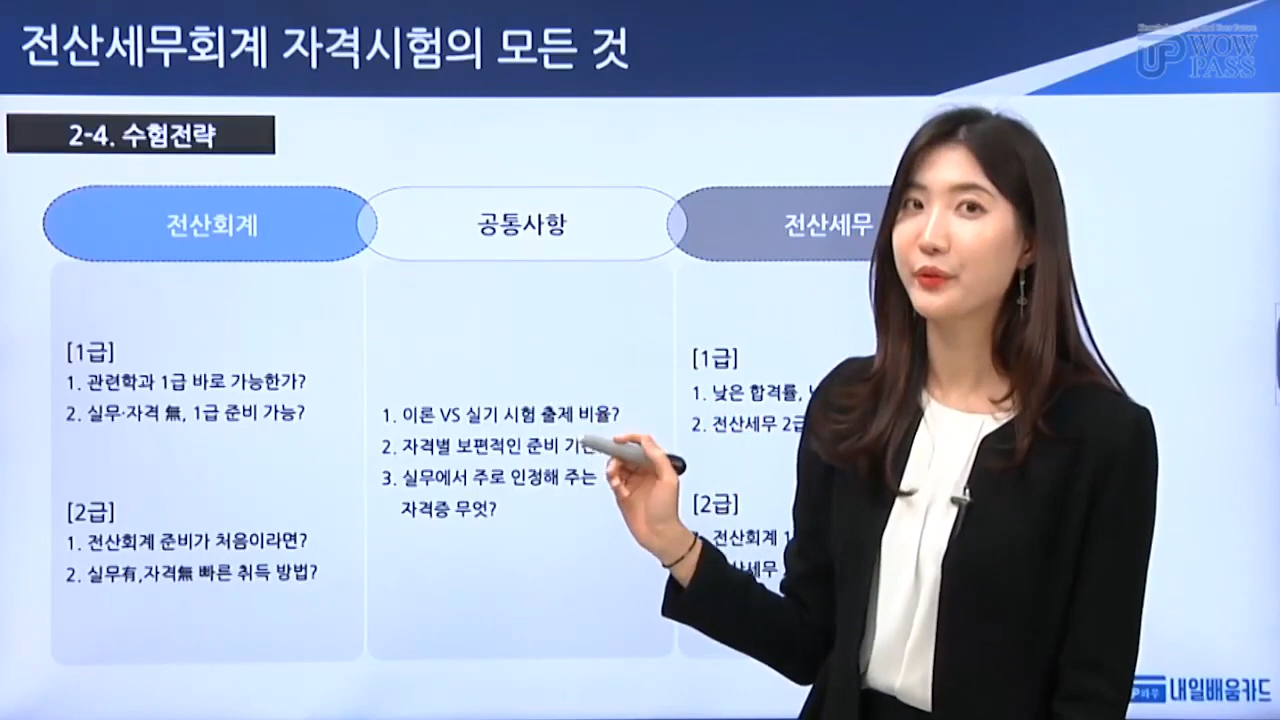 전산세무회계 자격시험의 모든 것
WOW
UP PASS
2-4. 수험전략
전산회계
공통사항
전산세무
[1급]
1. 관련학과 1급 바로 가능한가?
2. 실무·자격 無, 1급 준비 가능?
[2급]
1. 전산회계 준비가 처음이라면?
2. 실무有,자격無 빠른 취득 방법?
1. 이론 VS 실기 시험 출제 비율?
2. 자격별 보편적인 준비
3. 실무에서 주로 인정해 주는
자격증 무엇?
[1급]
1. 낮은 합격률,
2. 전산세무 2급
[2급]
전산회계
세무
와우 내일배움카드